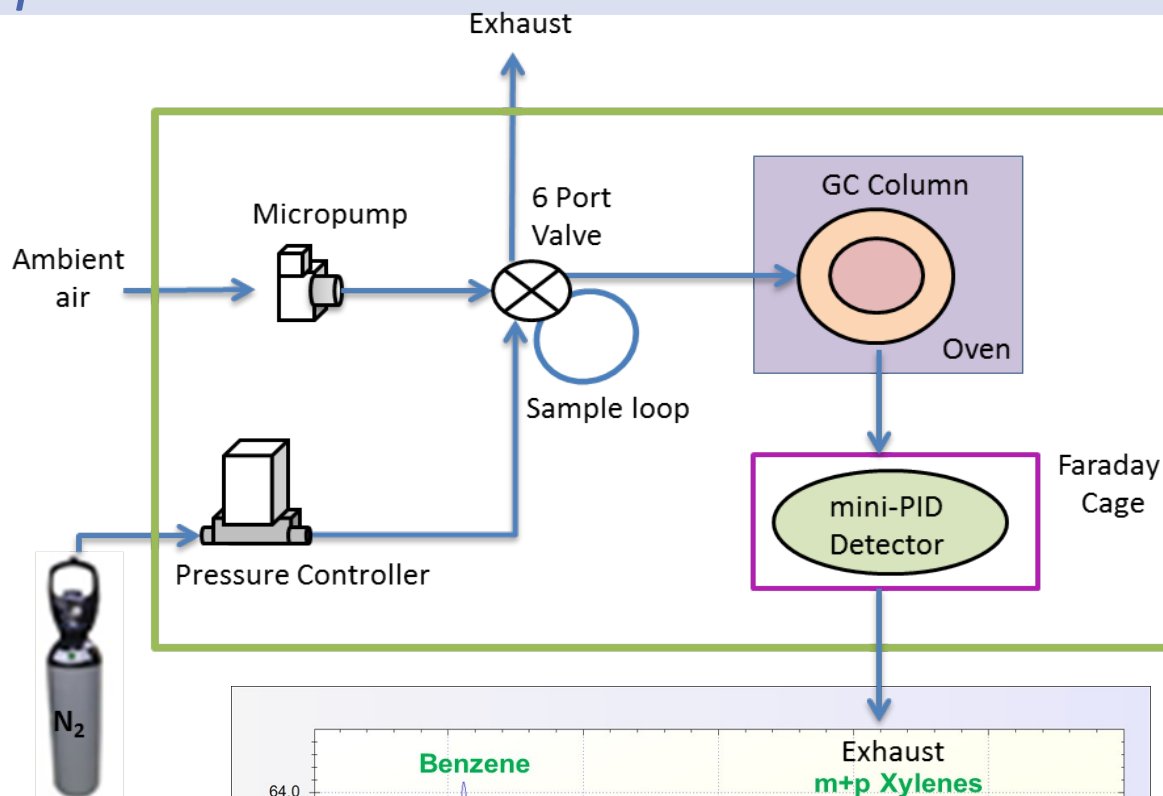 Exhaust
6 Port
Valve
GC Column
Micropump
Ambient
air
Oven
Sample loop
Faraday
Cage
mini-PID
Detector
Pressure Controller
N₂
Exhaust
Benzene
m+p Xylenes
64.0